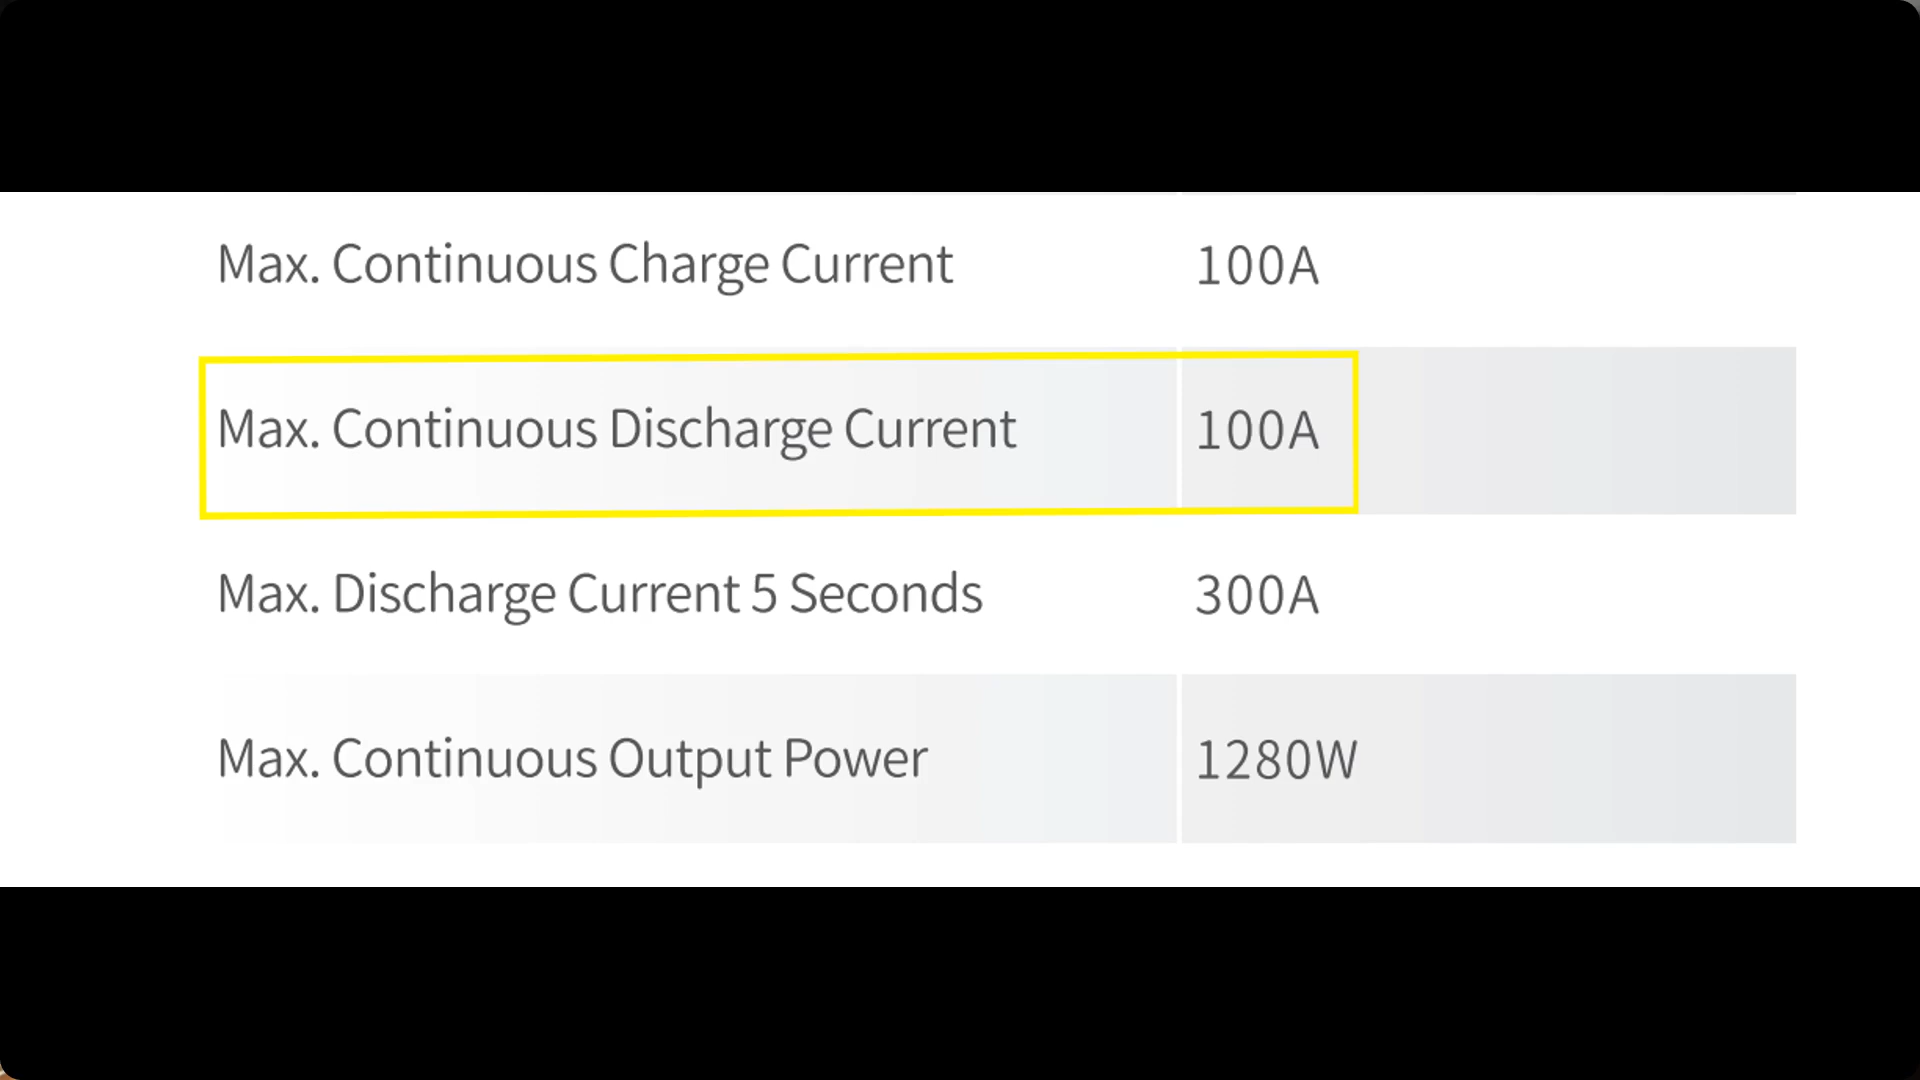 Max. Continuous Charge Current 100A
Max. Continuous Discharge Current 100A
Max. Discharge Current 5 Seconds 300A
Max. Continuous Output Power 1280W